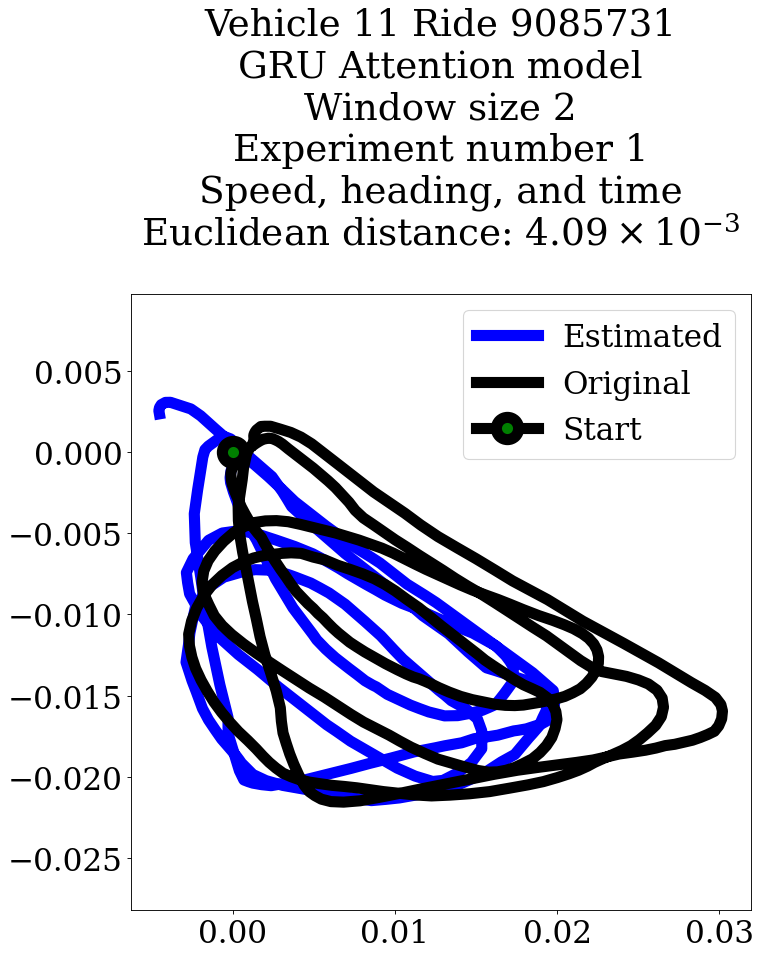 Vehicle 11 Ride 9085731
GRU Attention model
Window size 2
Experiment number 1
Speed, heading, and time
Euclidean distance: 4.09 × 10⁻³
Estimated
Original
Start
0.005
0.000
−0.005
−0.010
−0.015
−0.020
−0.025
0.00 0.01 0.02 0.03